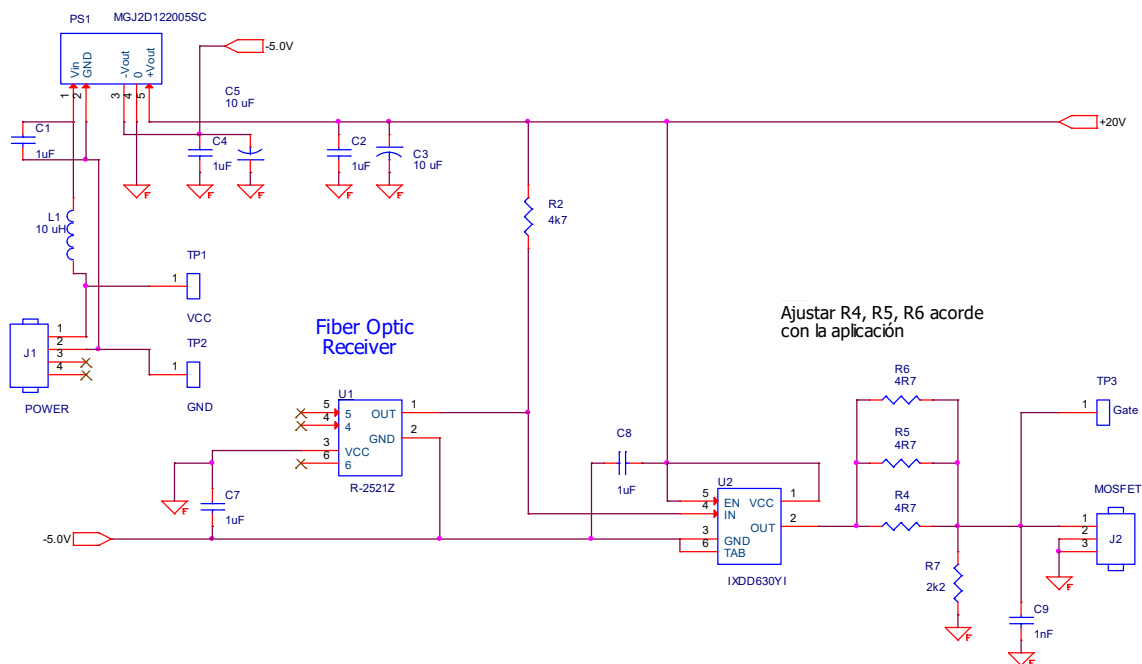 PS1 MGJ2D122005SC
Vin
GND
-Vout
0
+Vout
1
2
3
4
5
-5.0V
C5
10 uF
C1
1uF
C4
1uF
C2
1uF
C3
10 uF
+20V
L1
10 uH
R2
4k7
TP1
1
VCC
TP2
1
GND
J1
1
2
3
4
POWER
Fiber Optic
Receiver
Ajustar R4, R5, R6 acorde
con la aplicación
U1
5
4
3
6
5
4
VCC
6
OUT
GND
1
2
R-2521Z
C7
1uF
-5.0V
C8
1uF
U2
5
4
3
6
EN
IN
GND
TAB
VCC
OUT
1
2
IXDD630YI
R6
4R7
R5
4R7
R4
4R7
R7
2k2
TP3
1
Gate
MOSFET
1
2
3
J2
C9
1nF
F
F
F
F
F
F
F
F
F